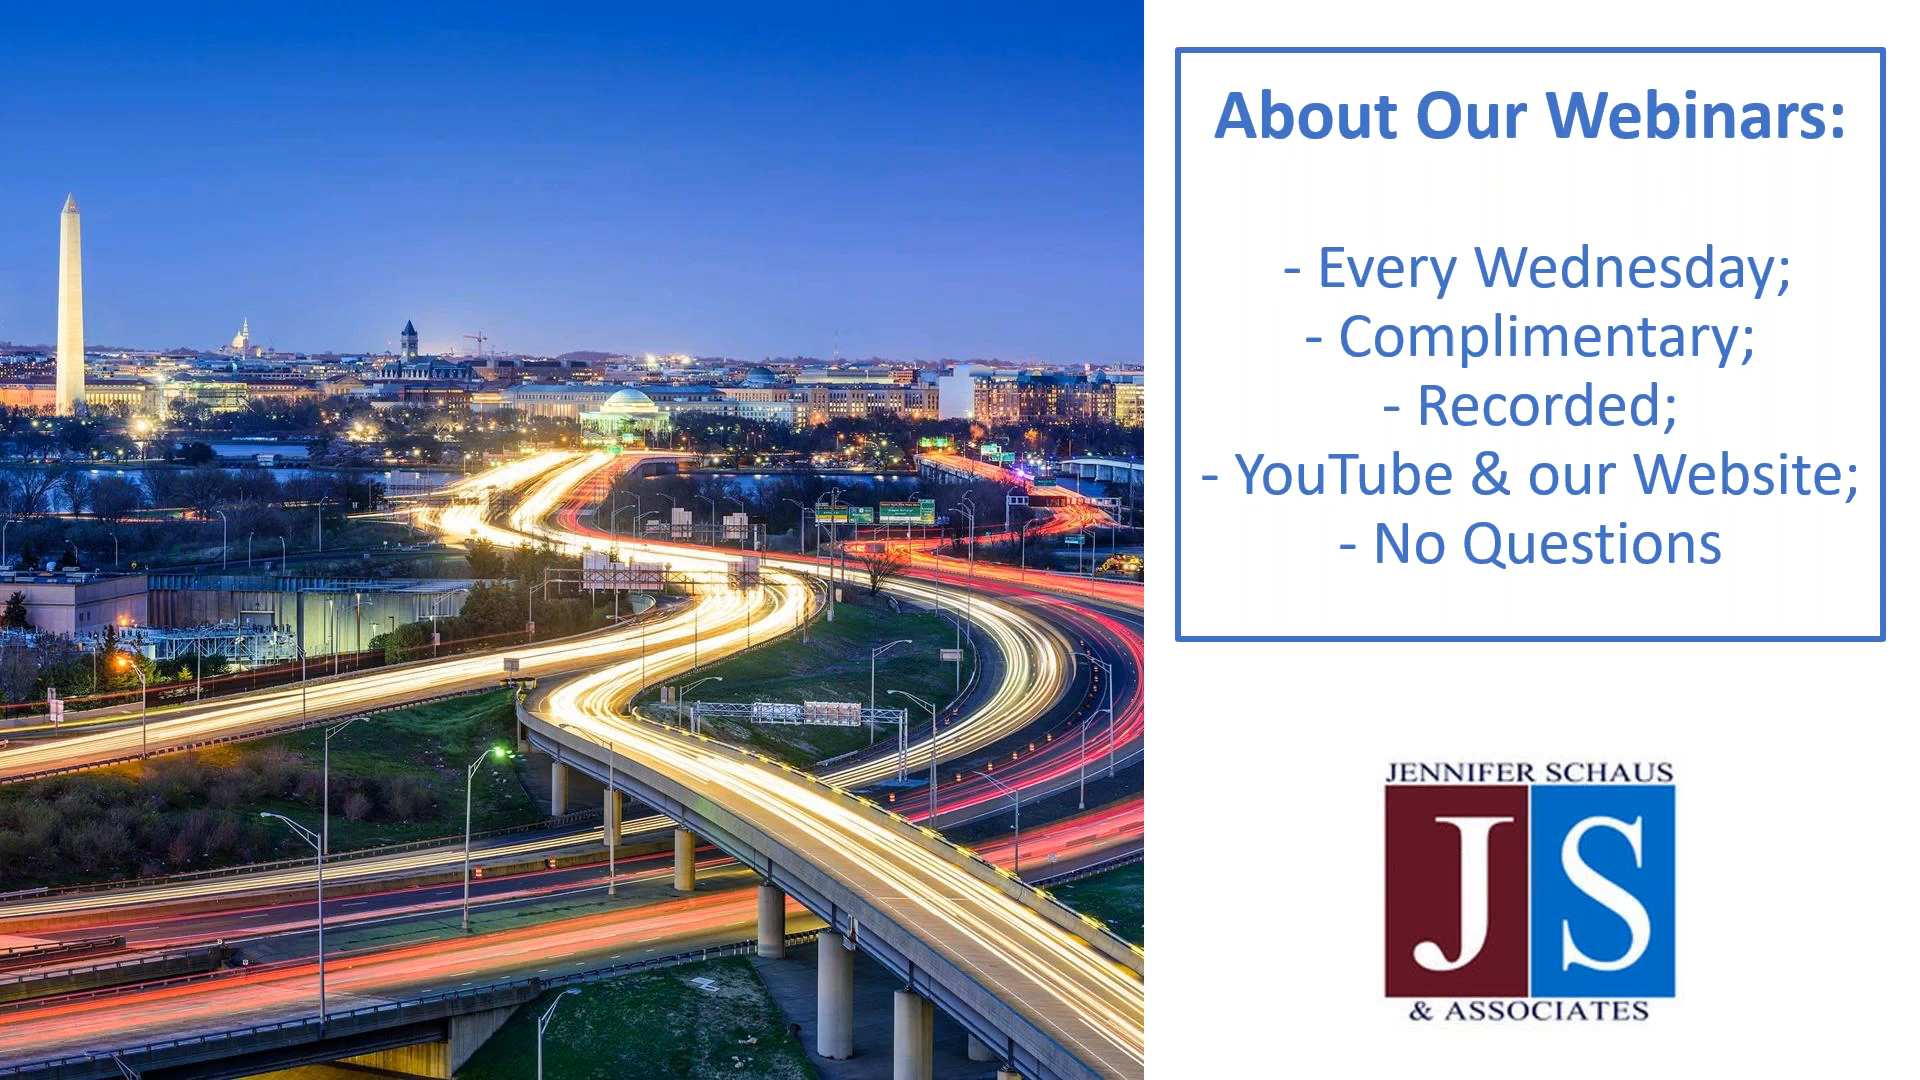 About Our Webinars:
- Every Wednesday;
- Complimentary;
- Recorded;
- YouTube & our Website;
- No Questions
JENNIFER SCHAUS
JS
& ASSOCIATES